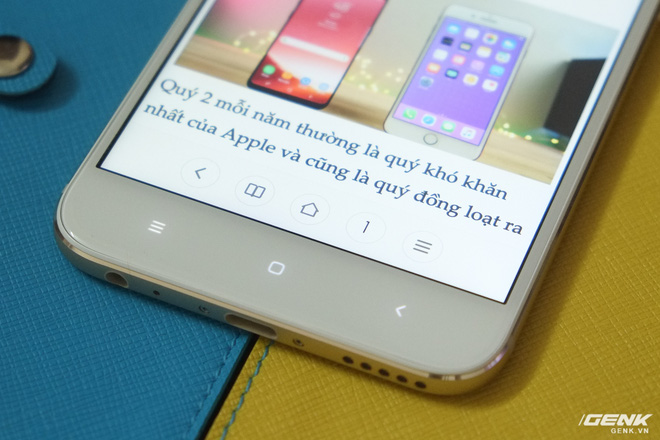 Quý 2 mỗi năm thường là quý khó khăn
nhất của Apple và cũng là quý đồng loạt ra
1
GENK
GENK.VN